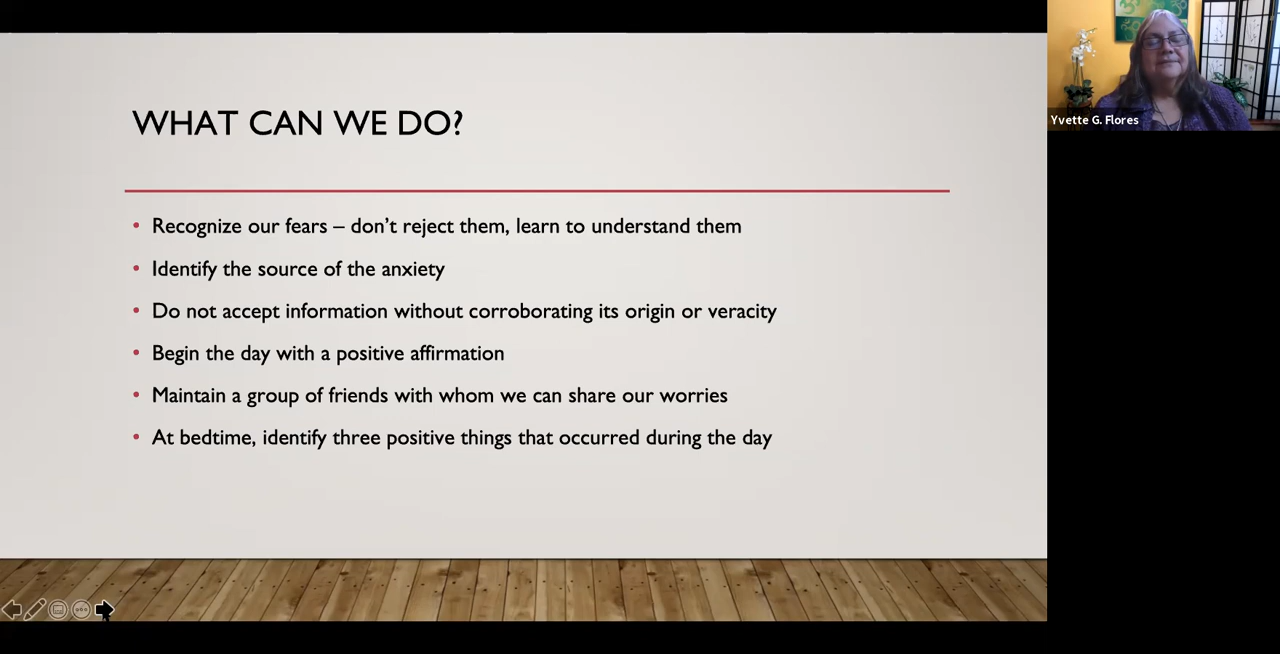 WHAT CAN WE DO?
• Recognize our fears – don’t reject them, learn to understand them
• Identify the source of the anxiety
• Do not accept information without corroborating its origin or veracity
• Begin the day with a positive affirmation
• Maintain a group of friends with whom we can share our worries
• At bedtime, identify three positive things that occurred during the day
Yvette G. Flores